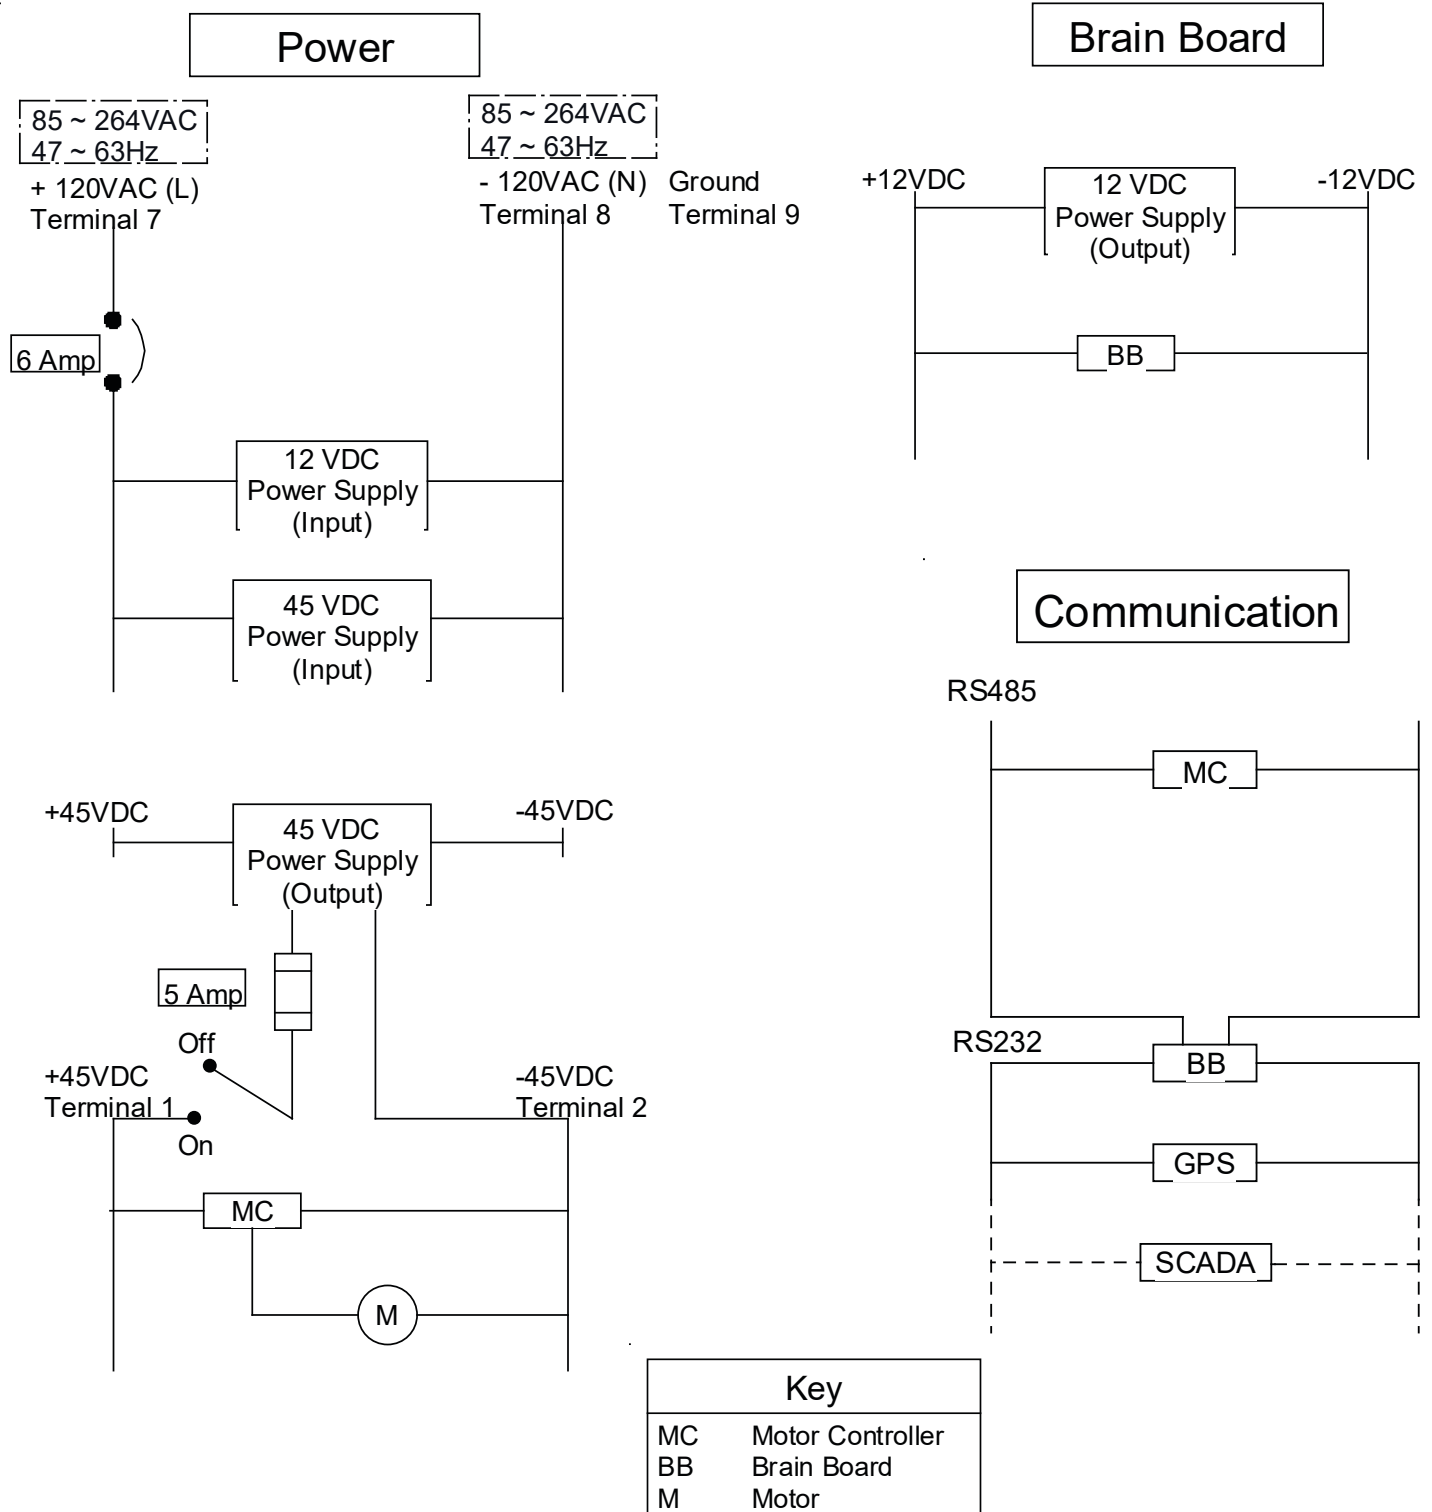 Power
85 ~ 264VAC
47 ~ 63Hz
+ 120VAC (L)
Terminal 7
85 ~ 264VAC
47 ~ 63Hz
- 120VAC (N)
Terminal 8
Ground
Terminal 9
6 Amp
12 VDC
Power Supply
(Input)
45 VDC
Power Supply
(Input)
+45VDC
45 VDC
Power Supply
(Output)
-45VDC
5 Amp
Off
+45VDC
Terminal 1
On
-45VDC
Terminal 2
MC
M
Brain Board
+12VDC
12 VDC
Power Supply
(Output)
-12VDC
BB
Communication
RS485
MC
RS232
BB
GPS
SCADA
Key
MC Motor Controller
BB Brain Board
M Motor